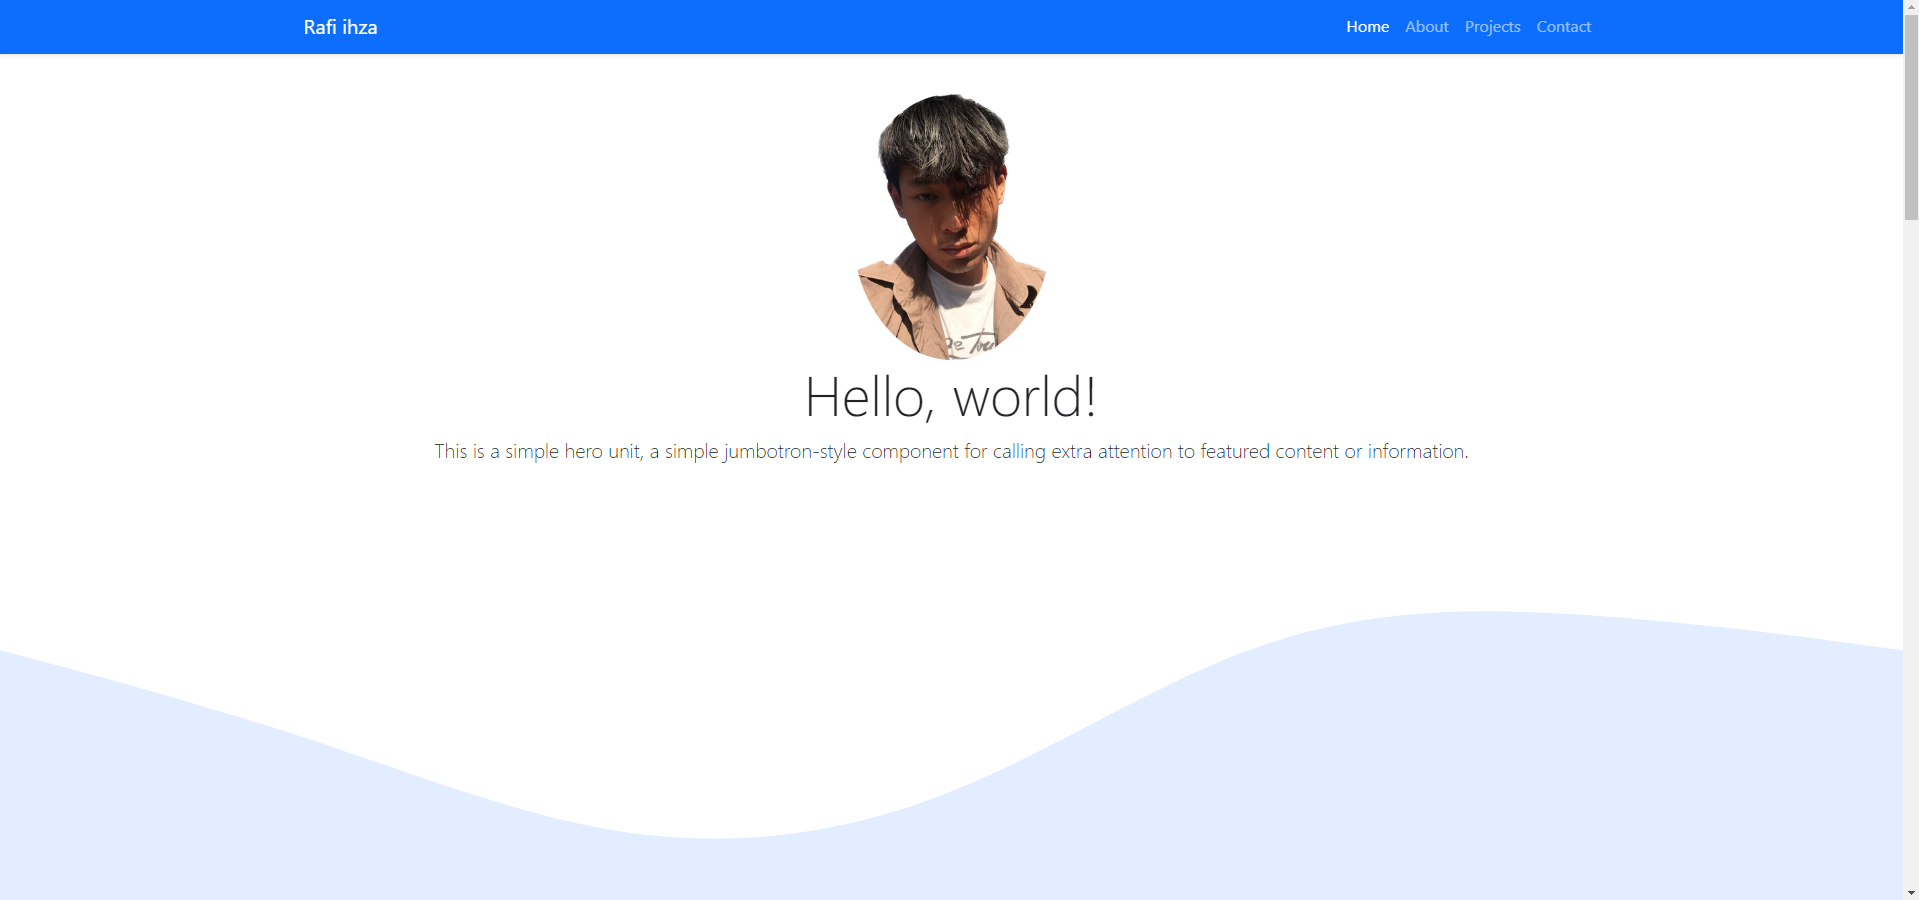 Rafi ihza
Home About Projects Contact
Hello, world!
This is a simple hero unit, a simple jumbotron-style component for calling extra attention to featured content or information.